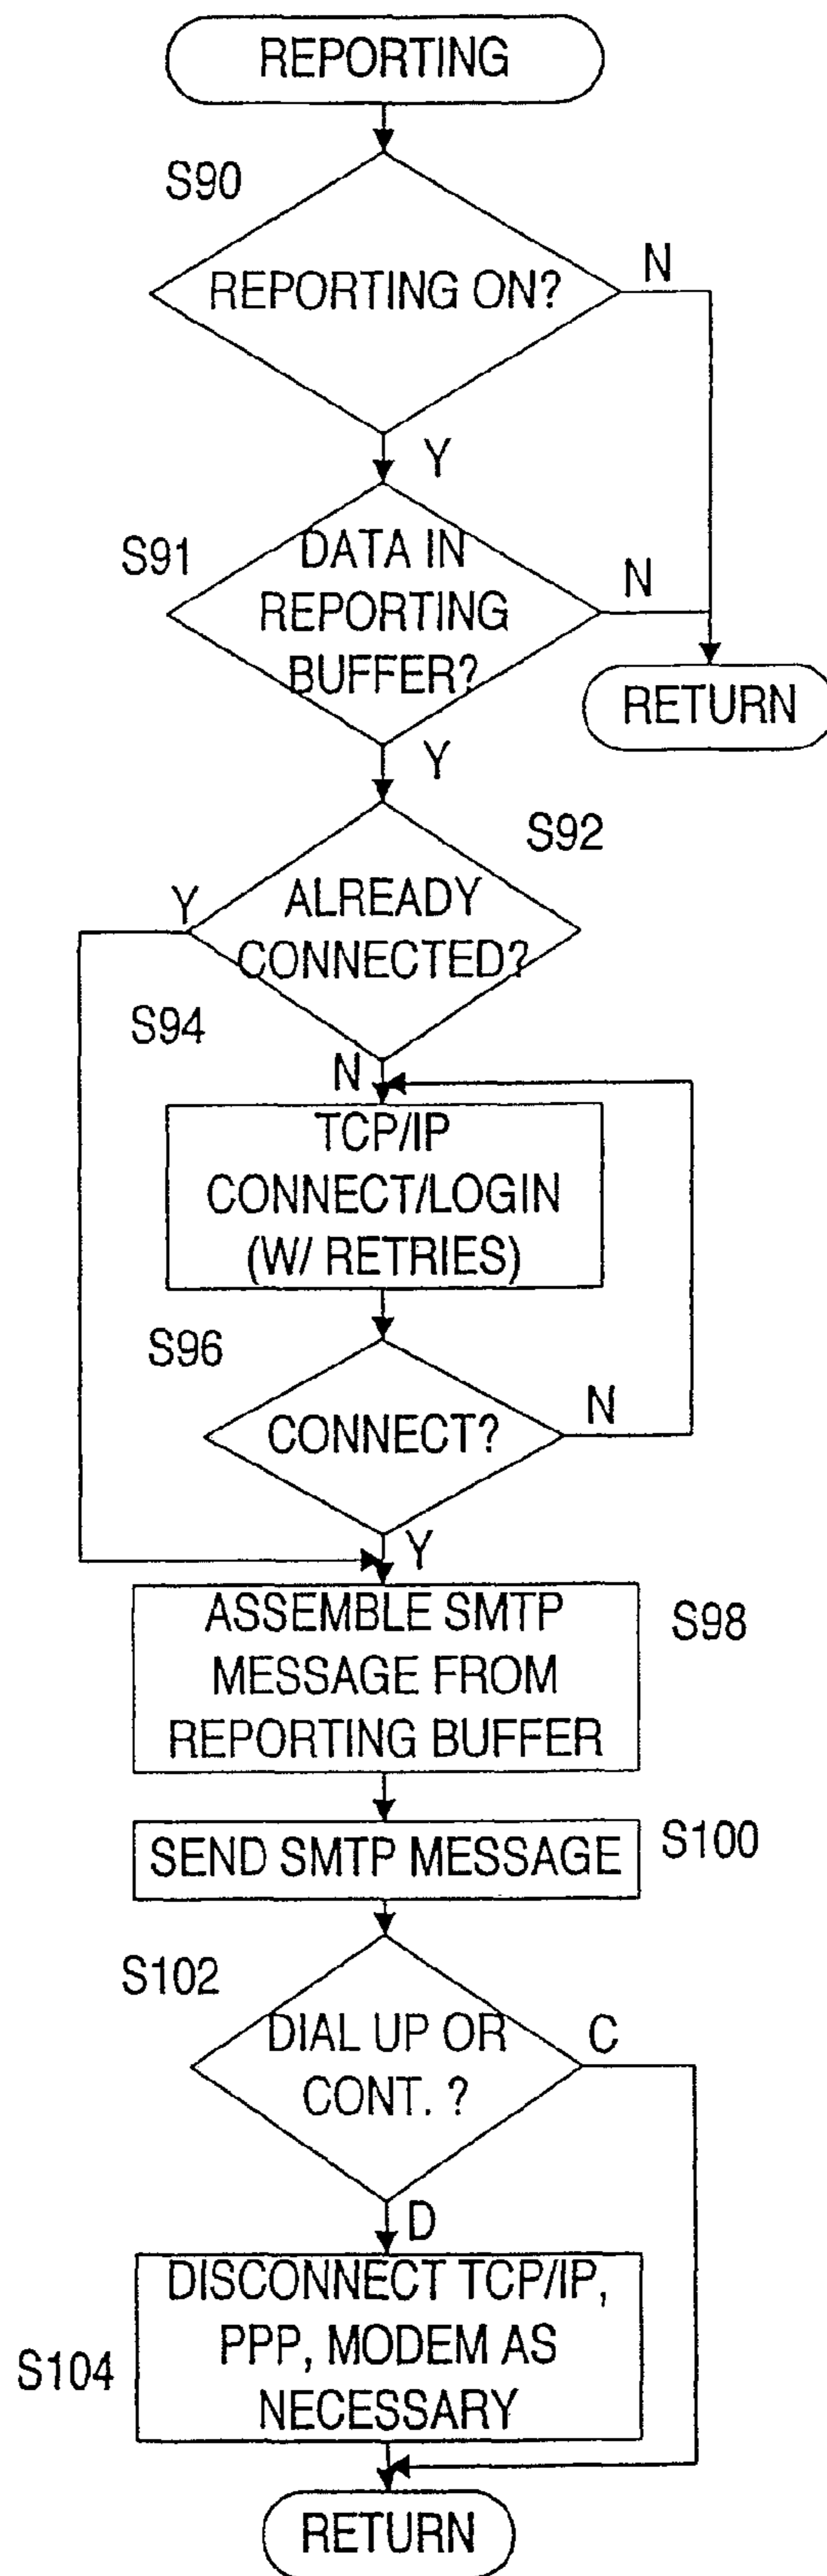 REPORTING
S90
REPORTING ON?
N
Y
S91
DATA IN
REPORTING
BUFFER?
N
RETURN
Y
S92
ALREADY
CONNECTED?
Y
S94
N
TCP/IP
CONNECT/LOGIN
(W/ RETRIES)
S96
CONNECT?
N
Y
ASSEMBLE SMTP
MESSAGE FROM
REPORTING BUFFER
S98
SEND SMTP MESSAGE
S100
S102
DIAL UP OR
CONT. ?
C
D
DISCONNECT TCP/IP,
PPP, MODEM AS
NECESSARY
S104
RETURN